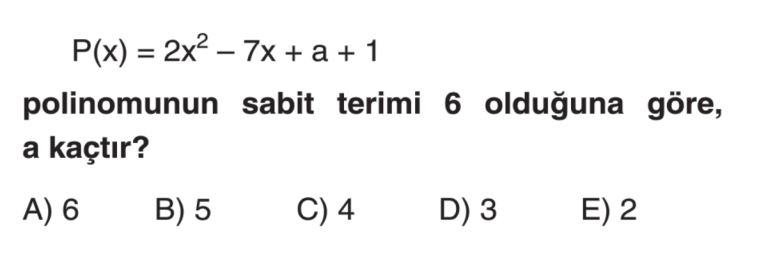 P(x) = 2x² – 7x + a + 1
polinomunun sabit terimi 6 olduğuna göre,
a kaçtır?
A) 6 B) 5 C) 4 D) 3 E) 2